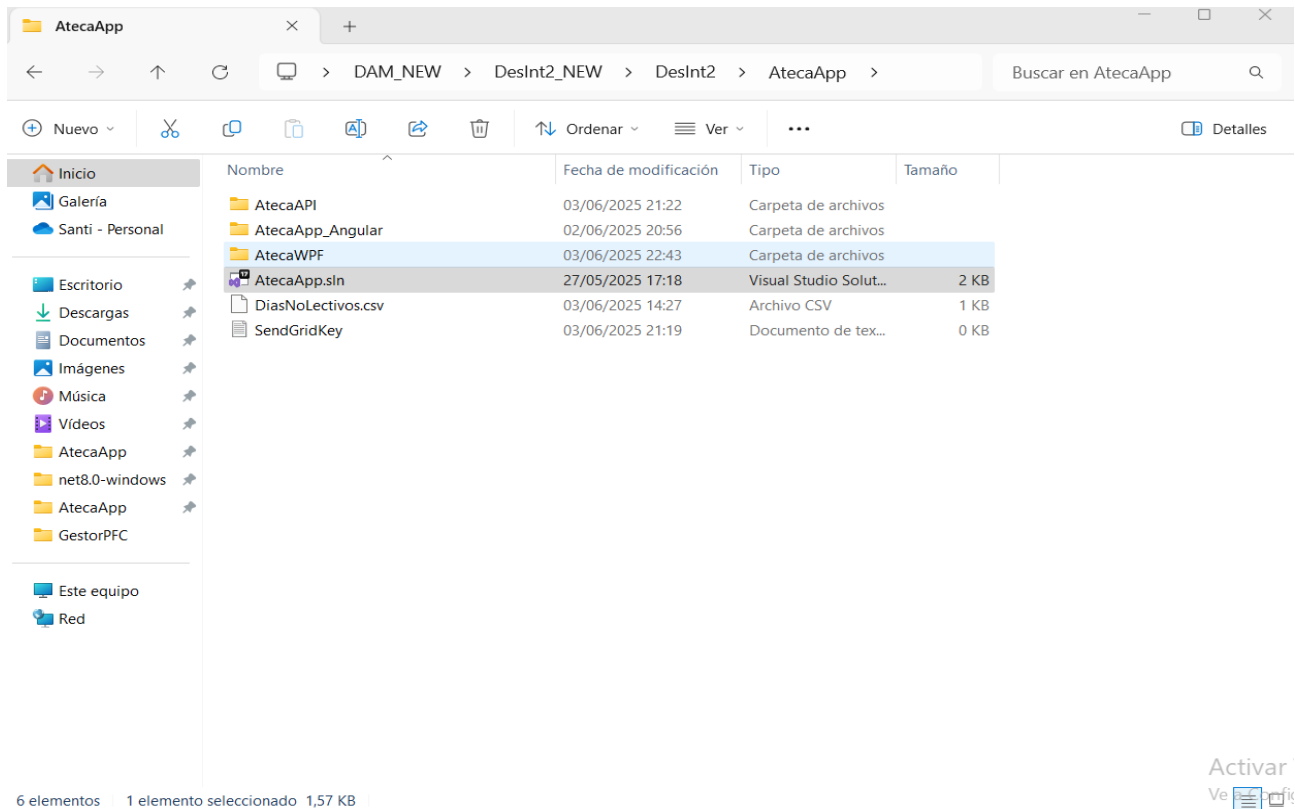 AtecaApp
DAM_NEW > DesInt2_NEW > DesInt2 > AtecaApp >
Buscar en AtecaApp
Nuevo
Ordenar
Ver
Detalles
Inicio
Galería
Santi - Personal
Escritorio
Descargas
Documentos
Imágenes
Música
Vídeos
AtecaApp
net8.0-windows
AtecaApp
GestorPFC
Este equipo
Red
Nombre Fecha de modificación Tipo Tamaño
AtecaAPI 03/06/2025 21:22 Carpeta de archivos
AtecaApp_Angular 02/06/2025 20:56 Carpeta de archivos
AtecaWPF 03/06/2025 22:43 Carpeta de archivos
AtecaApp.sln 27/05/2025 17:18 Visual Studio Solut... 2 KB
DiasNoLectivos.csv 03/06/2025 14:27 Archivo CSV 1 KB
SendGridKey 03/06/2025 21:19 Documento de tex... 0 KB
Activar
Ve a Config
6 elementos 1 elemento seleccionado 1,57 KB